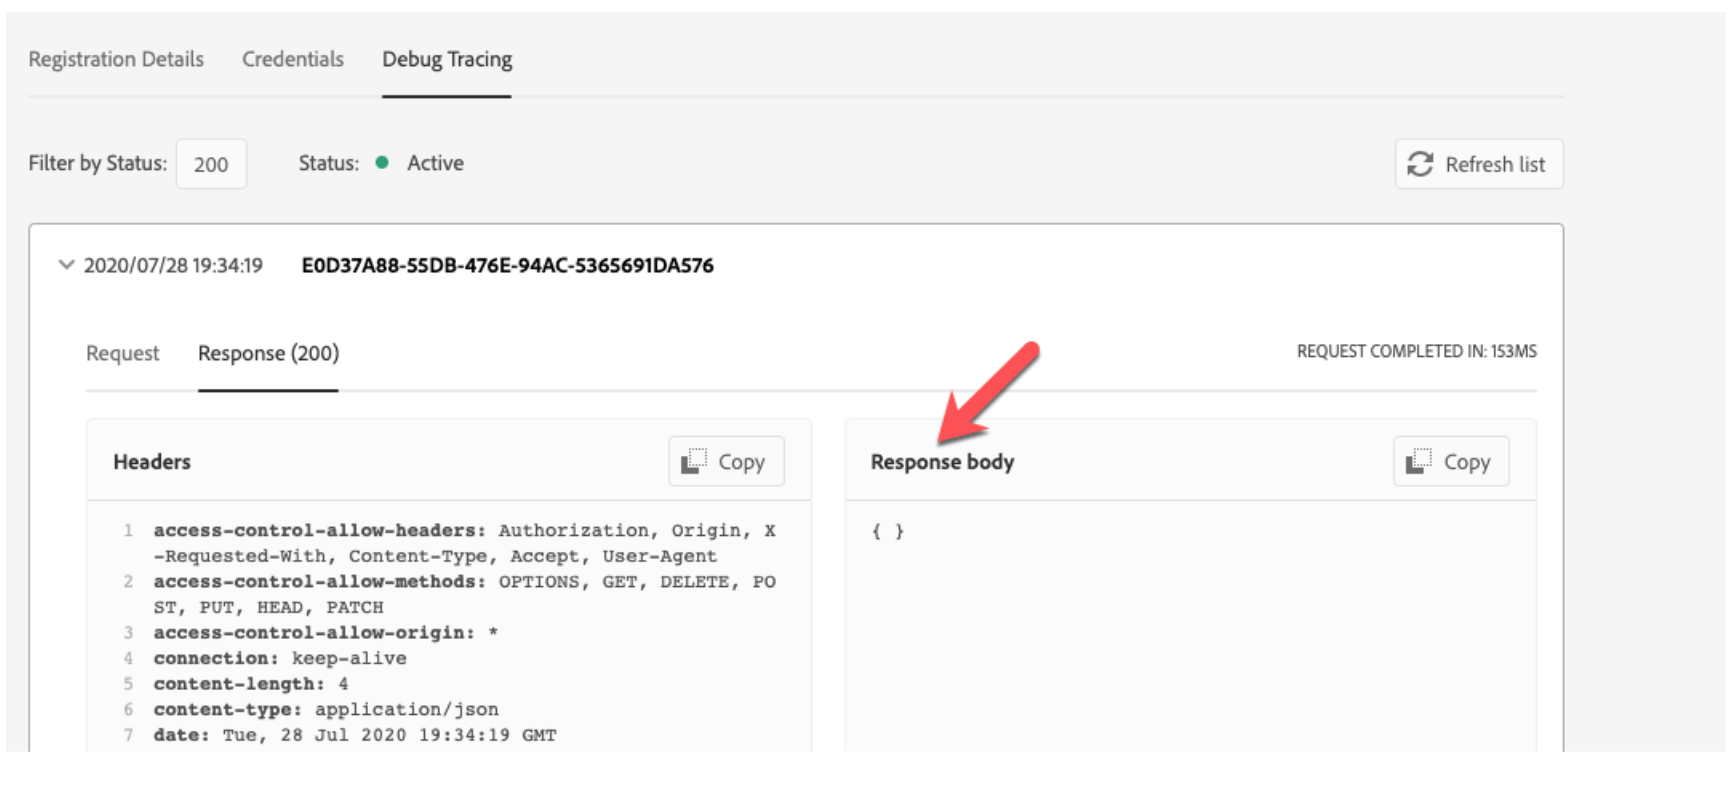 Registration Details Credentials Debug Tracing
Filter by Status: 200 Status: Active Refresh list
2020/07/28 19:34:19 E0D37A88-55DB-476E-94AC-5365691DA576
Request Response (200) REQUEST COMPLETED IN: 153MS
Headers Copy Response body Copy
1 access-control-allow-headers: Authorization, Origin, X
-Requested-With, Content-Type, Accept, User-Agent
2 access-control-allow-methods: OPTIONS, GET, DELETE, PO
ST, PUT, HEAD, PATCH
3 access-control-allow-origin: *
4 connection: keep-alive
5 content-length: 4
6 content-type: application/json
7 date: Tue, 28 Jul 2020 19:34:19 GMT
{ }